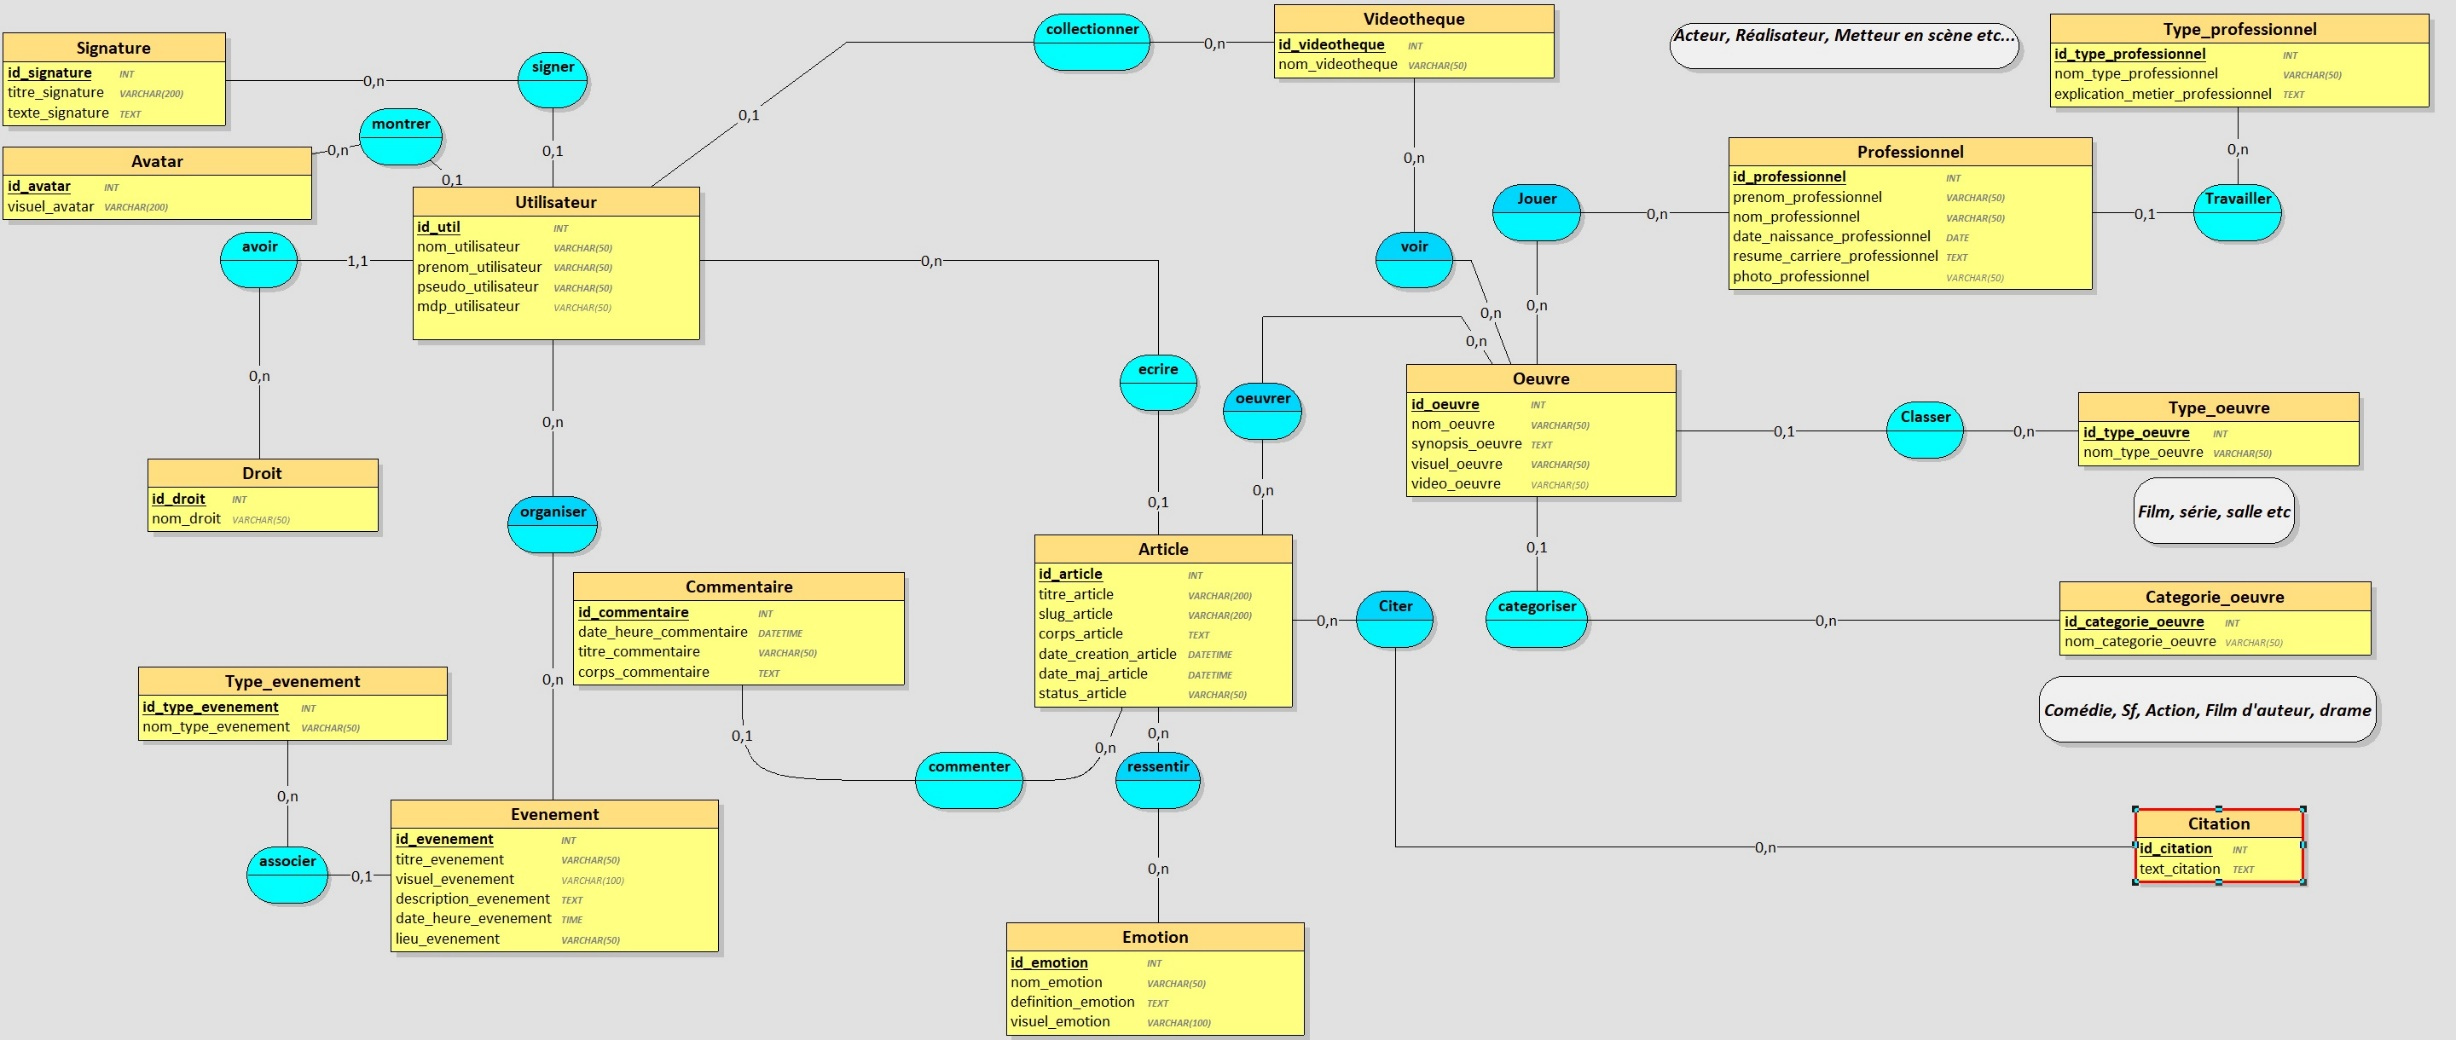 Signature
id_signature INT
titre_signature VARCHAR(200)
texte_signature TEXT
0,n
signer
0,1
montrer
0,n
0,1
Avatar
id_avatar INT
visuel_avatar VARCHAR(200)
collectionner
0,n
0,1
Videotheque
id_videotheque INT
nom_videotheque VARCHAR(50)
Acteur, Réalisateur, Metteur en scène etc...
Type_professionnel
id_type_professionnel INT
nom_type_professionnel VARCHAR(50)
explication_metier_professionnel TEXT
0,n
Travailler
0,1
Professionnel
id_professionnel INT
prenom_professionnel VARCHAR(50)
nom_professionnel VARCHAR(50)
date_naissance_professionnel DATE
resume_carriere_professionnel TEXT
photo_professionnel VARCHAR(50)
0,n
Jouer
0,n
0,n
voir
0,n
Utilisateur
id_util INT
nom_utilisateur VARCHAR(50)
prenom_utilisateur VARCHAR(50)
pseudo_utilisateur VARCHAR(50)
mdp_utilisateur VARCHAR(50)
avoir
1,1
0,n
Droit
id_droit INT
nom_droit VARCHAR(50)
0,n
ecrire
0,1
0,n
oeuvrer
0,n
Oeuvre
id_oeuvre INT
nom_oeuvre VARCHAR(50)
synopsis_oeuvre TEXT
visuel_oeuvre VARCHAR(50)
video_oeuvre VARCHAR(50)
0,1
Classer
0,n
Type_oeuvre
id_type_oeuvre INT
nom_type_oeuvre VARCHAR(50)
Film, série, salle etc
0,1
categoriser
0,n
Categorie_oeuvre
id_categorie_oeuvre INT
nom_categorie_oeuvre VARCHAR(50)
Comédie, Sf, Action, Film d'auteur, drame
0,n
organiser
0,n
Commentaire
id_commentaire INT
date_heure_commentaire DATETIME
titre_commentaire VARCHAR(50)
corps_commentaire TEXT
0,1
commenter
0,n
Article
id_article INT
titre_article VARCHAR(200)
slug_article VARCHAR(200)
corps_article TEXT
date_creation_article DATETIME
date_maj_article DATETIME
status_article VARCHAR(50)
0,n
Citer
0,n
Citation
id_citation INT
text_citation TEXT
0,n
ressentir
0,n
Emotion
id_emotion INT
nom_emotion VARCHAR(50)
definition_emotion TEXT
visuel_emotion VARCHAR(100)
Type_evenement
id_type_evenement INT
nom_type_evenement VARCHAR(50)
0,n
associer
0,1
Evenement
id_evenement INT
titre_evenement VARCHAR(50)
visuel_evenement VARCHAR(100)
description_evenement TEXT
date_heure_evenement TIME
lieu_evenement VARCHAR(50)